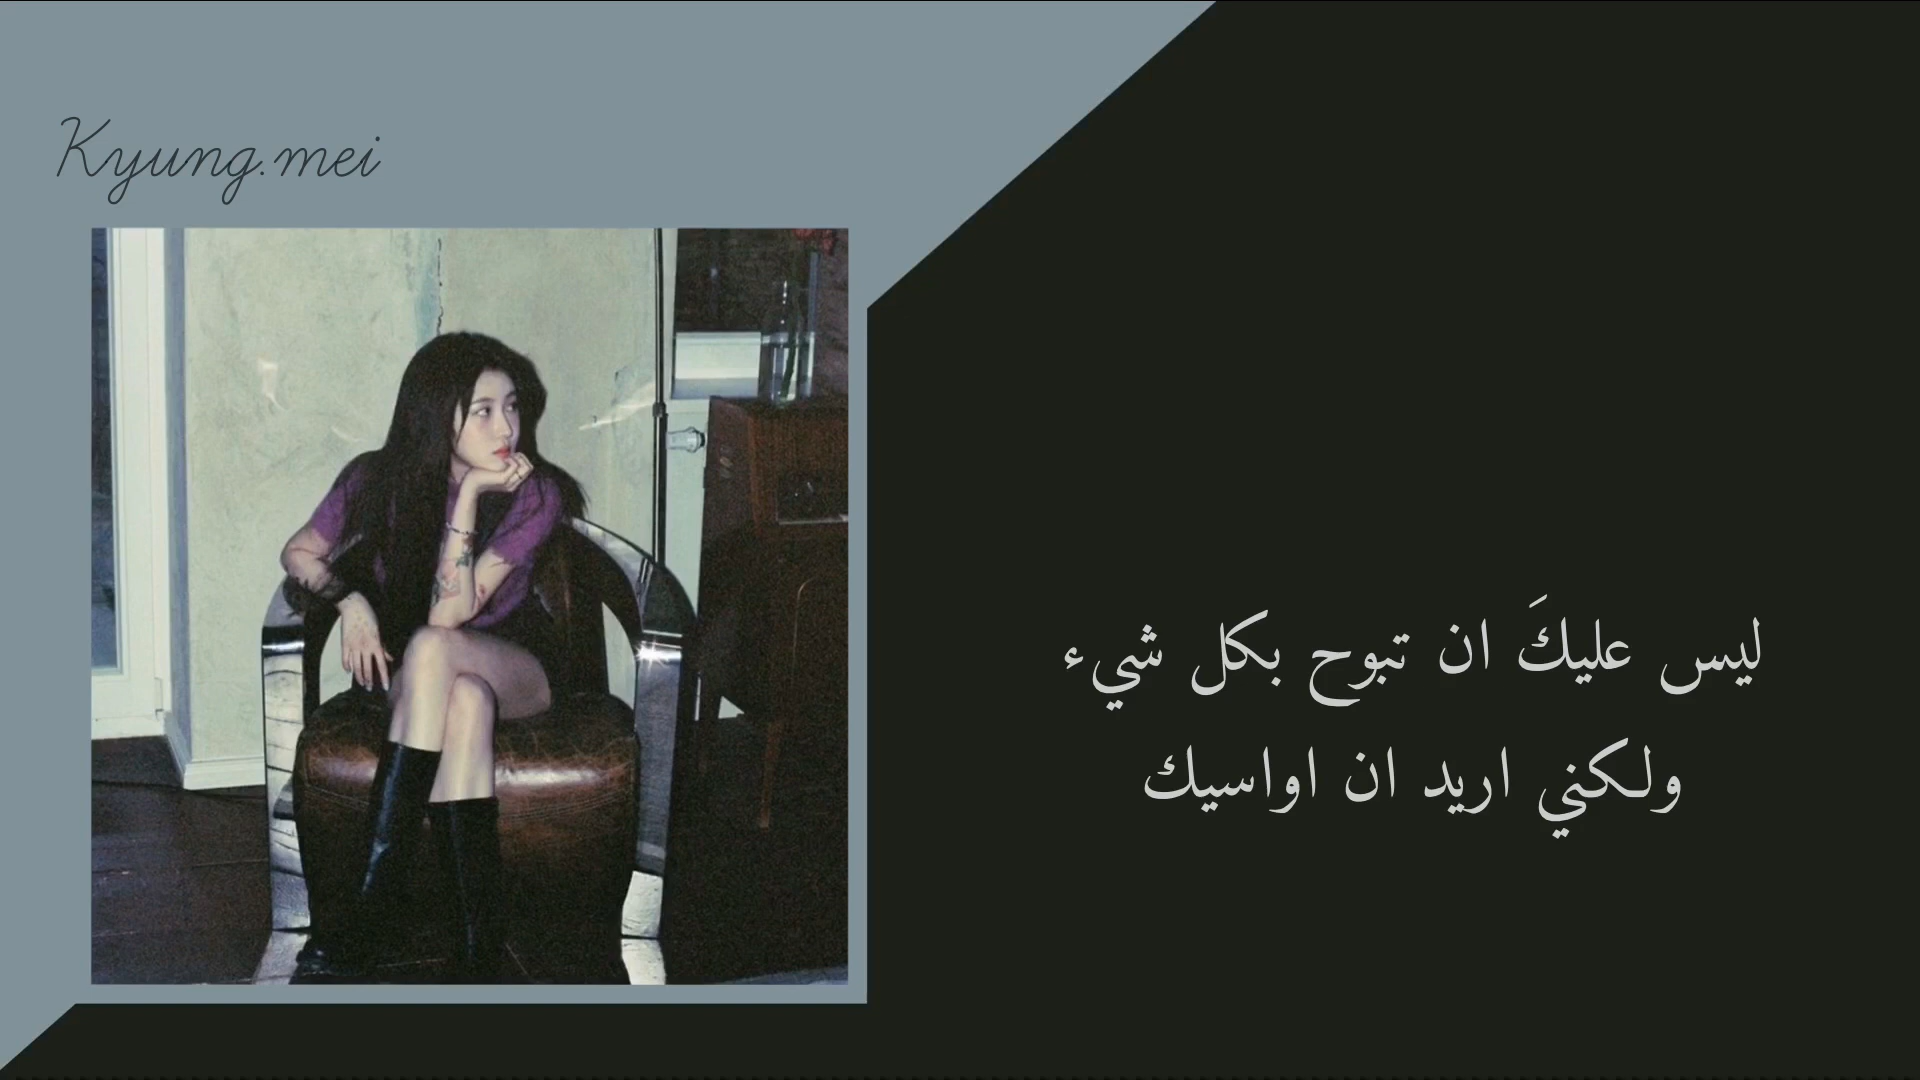 Kyung.mei
ليس عليكَ ان تبوح بكل شيء
ولكني اريد ان اواسيك